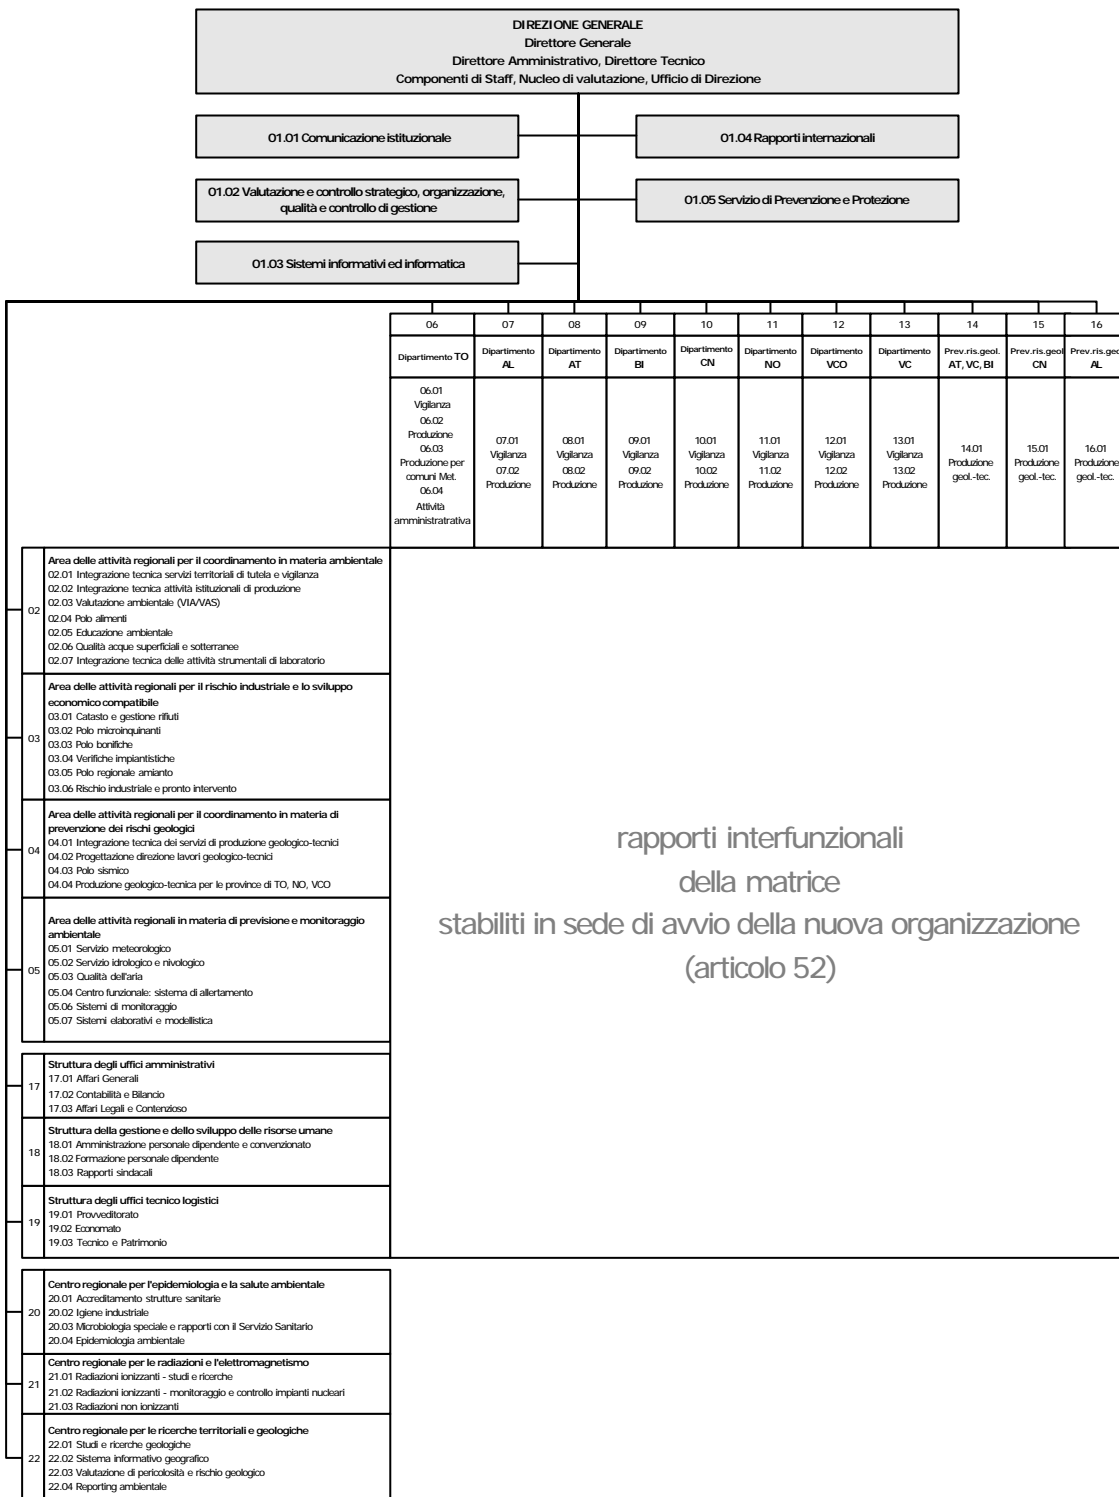 DIREZIONE GENERALE
Direttore Generale
Direttore Amministrativo, Direttore Tecnico
Componenti di Staff, Nucleo di valutazione, Ufficio di Direzione
01.01 Comunicazione istituzionale
01.04 Rapporti internazionali
01.02 Valutazione e controllo strategico, organizzazione,
qualità e controllo di gestione
01.05 Servizio di Prevenzione e Protezione
01.03 Sistemi informativi ed informatica
06
07
08
09
10
11
12
13
14
15
16
Dipartimento TO
Dipartimento
AL
Dipartimento
AT
Dipartimento
BI
Dipartimento
CN
Dipartimento
NO
Dipartimento
VCO
Dipartimento
VC
Prev.ris.geol.
AT, VC, BI
Prev.ris.geol
CN
Prev.ris.geo
AL
06.01
Vigilanza
06.02
Produzione
06.03
Produzione per
comuni Met.
06.04
Attività
amministratrativa
07.01
Vigilanza
07.02
Produzione
08.01
Vigilanza
08.02
Produzione
09.01
Vigilanza
09.02
Produzione
10.01
Vigilanza
10.02
Produzione
11.01
Vigilanza
11.02
Produzione
12.01
Vigilanza
12.02
Produzione
13.01
Vigilanza
13.02
Produzione
14.01
Produzione
geol.-tec.
15.01
Produzione
geol.-tec.
16.01
Produzione
geol.-tec.
02
Area delle attività regionali per il coordinamento in materia ambientale
02.01 Integrazione tecnica servizi territoriali di tutela e vigilanza
02.02 Integrazione tecnica attività istituzionali di produzione
02.03 Valutazione ambientale (VIA/VAS)
02.04 Polo alimenti
02.05 Educazione ambientale
02.06 Qualità acque superficiali e sotterranee
02.07 Integrazione tecnica delle attività strumentali di laboratorio
03
Area delle attività regionali per il rischio industriale e lo sviluppo
economico compatibile
03.01 Catasto e gestione rifiuti
03.02 Polo microinquinanti
03.03 Polo bonifiche
03.04 Verifiche impiantistiche
03.05 Polo regionale amianto
03.06 Rischio industriale e pronto intervento
04
Area delle attività regionali per il coordinamento in materia di
prevenzione dei rischi geologici
04.01 Integrazione tecnica dei servizi di produzione geologico-tecnici
04.02 Progettazione direzione lavori geologico-tecnici
04.03 Polo sismico
04.04 Produzione geologico-tecnica per le province di TO, NO, VCO
05
Area delle attività regionali in materia di previsione e monitoraggio
ambientale
05.01 Servizio meteorologico
05.02 Servizio idrologico e nivologico
05.03 Qualità dell'aria
05.04 Centro funzionale: sistema di allertamento
05.06 Sistemi di monitoraggio
05.07 Sistemi elaborativi e modellistica
rapporti interfunzionali
della matrice
stabiliti in sede di avvio della nuova organizzazione
(articolo 52)
17
Struttura degli uffici amministrativi
17.01 Affari Generali
17.02 Contabilità e Bilancio
17.03 Affari Legali e Contenzioso
18
Struttura della gestione e dello sviluppo delle risorse umane
18.01 Amministrazione personale dipendente e convenzionato
18.02 Formazione personale dipendente
18.03 Rapporti sindacali
19
Struttura degli uffici tecnico logistici
19.01 Provveditorato
19.02 Economato
19.03 Tecnico e Patrimonio
20
Centro regionale per l'epidemiologia e la salute ambientale
20.01 Accreditamento strutture sanitarie
20.02 Igiene industriale
20.03 Microbiologia speciale e rapporti con il Servizio Sanitario
20.04 Epidemiologia ambientale
21
Centro regionale per le radiazioni e l'elettromagnetismo
21.01 Radiazioni ionizzanti - studi e ricerche
21.02 Radiazioni ionizzanti - monitoraggio e controllo impianti nucleari
21.03 Radiazioni non ionizzanti
22
Centro regionale per le ricerche territoriali e geologiche
22.01 Studi e ricerche geologiche
22.02 Sistema informativo geografico
22.03 Valutazione di pericolosità e rischio geologico
22.04 Reporting ambientale